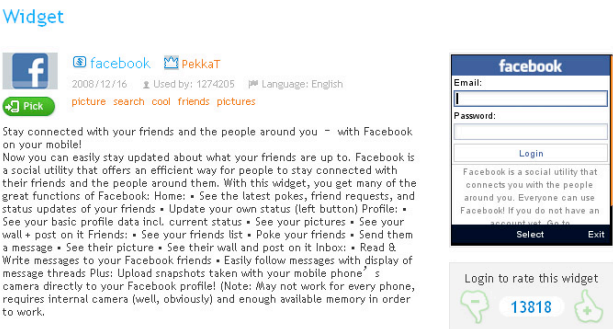 Widget
f
facebook PekkaT
2008/12/16 Used by: 1274205 Language: English
Pick
picture search cool friends pictures
Stay connected with your friends and the people around you - with Facebook
on your mobile!
Now you can easily stay updated about what your friends are up to. Facebook is
a social utility that offers an efficient way for people to stay connected with
their friends and the people around them. With this widget, you get many of the
great functions of Facebook: Home: • See the latest pokes, friend requests, and
status updates of your friends • Update your own status (left button) Profile: •
See your basic profile data incl. current status • See your pictures • See your
wall + post on it Friends: • See your friends list • Poke your friends • Send them
a message • See their picture • See their wall and post on it Inbox: • Read &
Write messages to your Facebook friends • Easily follow messages with display of
message threads Plus: Upload snapshots taken with your mobile phone’s
camera directly to your Facebook profile! (Note: May not work for every phone,
requires internal camera (well, obviously) and enough available memory in order
to work.
facebook
Email:
Password:
Login
Facebook is a social utility that
connects you with the people
around you. Everyone can use
Facebook! If you do not have an
account yet, Go to
Select Exit
Login to rate this widget
13818